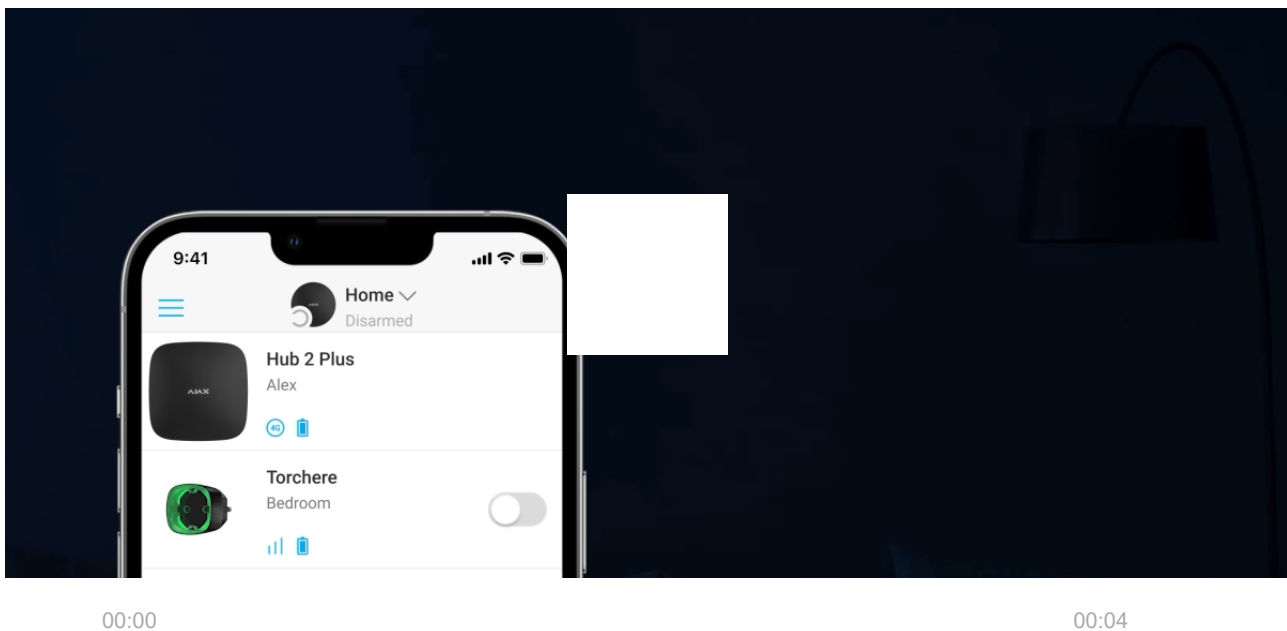 9:41
Home
Disarmed
AJAX
Hub 2 Plus
Alex
4G
Torchere
Bedroom
00:00
00:04